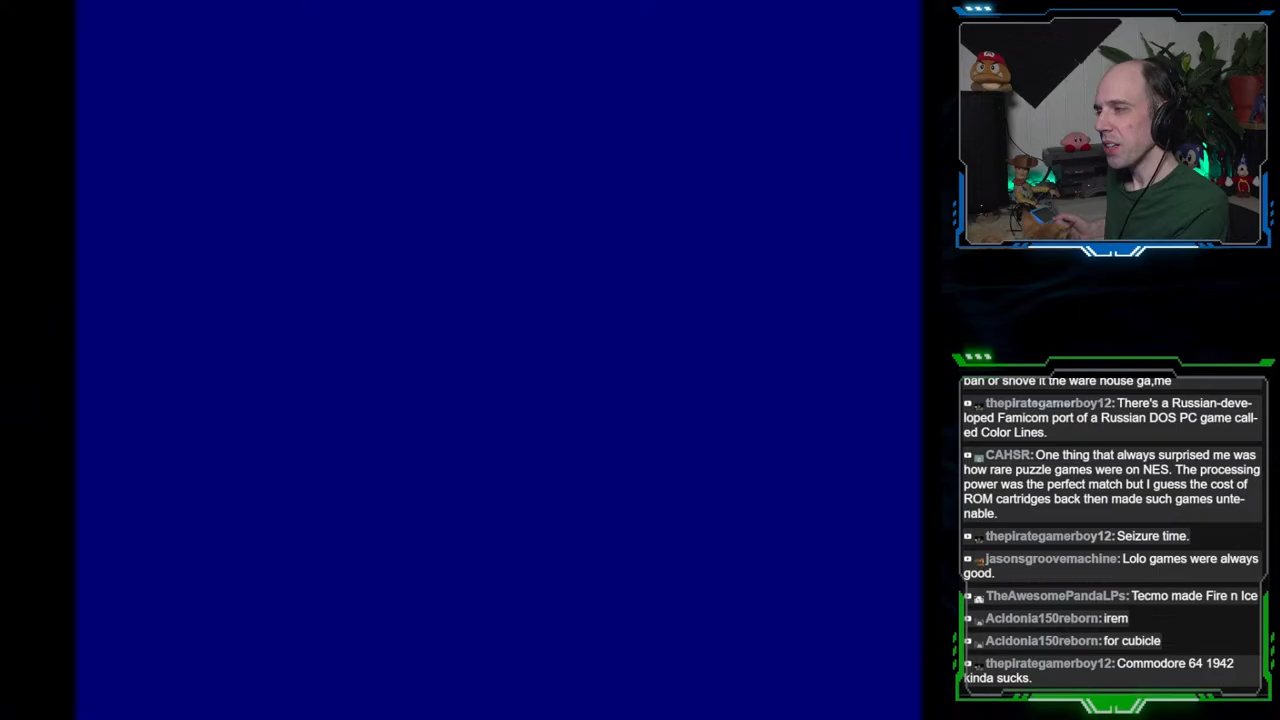 ban or shove it the ware house ga,me
thepirategamerboy12: There's a Russian-deve-
loped Famicom port of a Russian DOS PC game call-
ed Color Lines.
CAHSR: One thing that always surprised me was
how rare puzzle games were on NES. The processing
power was the perfect match but I guess the cost of
ROM cartridges back then made such games unte-
nable.
thepirategamerboy12: Seizure time.
jasonsgroovemachine: Lolo games were always
good.
TheAwesomePandaLPs: Tecmo made Fire n Ice
Acidonia150reborn: irem
Acidonia150reborn: for cubicle
thepirategamerboy12: Commodore 64 1942
kinda sucks.